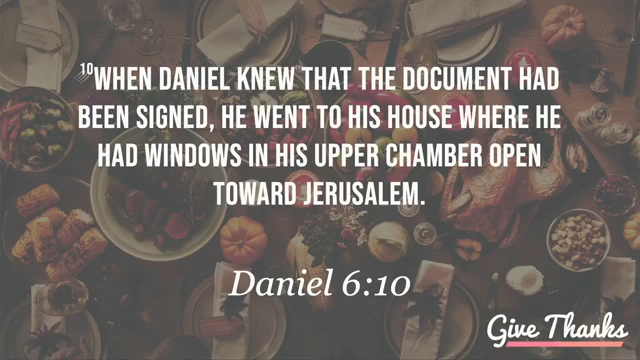 10WHEN DANIEL KNEW THAT THE DOCUMENT HAD
BEEN SIGNED, HE WENT TO HIS HOUSE WHERE HE
HAD WINDOWS IN HIS UPPER CHAMBER OPEN
TOWARD JERUSALEM.
Daniel 6:10
Give Thanks